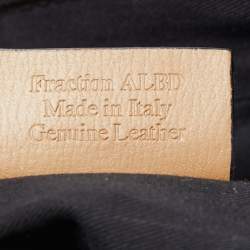 Fraction ALBD
Made in Italy
Genuine Leather